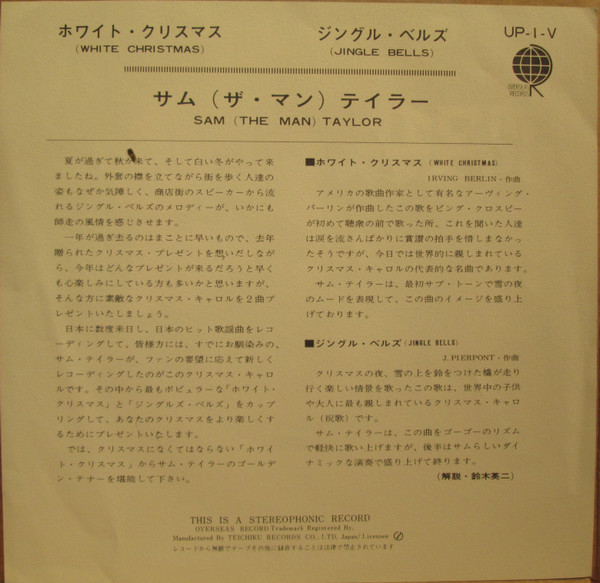 ホワイト・クリスマス
(WHITE CHRISTMAS)
ジングル・ベルズ
(JINGLE BELLS)
UP-1-V
OVERSEAS
RECORD
サム(ザ・マン)テイラー
SAM (THE MAN) TAYLOR
夏が過ぎて秋が来て、そして白い冬がやって来
ましたね。外套の襟を立てながら街を歩く人達の
姿もなぜか気忙しく、商店街のスピーカーから流
れるジングル・ベルズのメロディーが、いかにも
師走の風情を感じさせます。
一年が過ぎ去るのはまことに早いもので、去年
贈られたクリスマス・プレゼントを想いだしなが
ら、今年はどんなプレゼントが来るだろうと早く
も心楽しみにしている方も多いかと思いますが、
そんな方に素敵なクリスマス・キャロルを2曲プ
レゼントいたしましょう。
日本に数度来日し、日本のヒット歌謡曲をレコ
ーディングして、皆様方には、すでにお馴染みの、
サム・テイラーが、ファンの要望に応えて新しく
レコーディングしたのがこのクリスマス・キャロ
ルです。その中から最もポピュラーな「ホワイト・
クリスマス」と「ジングルズ・ベルズ」をカップ
リングして、あなたのクリスマスをより楽しくす
るためにプレゼントいたします。
では、クリスマスになくてはならない「ホワイ
ト・クリスマス」からサム・テイラーのゴールデ
ン・テナーを堪能して下さい。
■ホワイト・クリスマス (WHITE CHRISTMAS)
IRVING BERLIN・作曲
アメリカの歌曲作家として有名なアーヴィング・
バーリンが作曲したこの歌をビング・クロスビー
が初めて聴衆の前で歌った所、これを聞いた人達
は涙を流さんばかりに賞讃の拍手を惜しまなかっ
たそうですが、今日では世界的に親しまれている
クリスマス・キャロルの代表的な名曲であります。
サム・テイラーは、最初サブ・トーンで雪の夜
のムードを表現して、この曲のイメージを盛り上
げております。
■ジングル・ベルズ (JINGLE BELLS)
J. PIERPONT・作曲
クリスマスの夜、雪の上を鈴をつけた橇が走り
行く楽しい情景を歌ったこの歌は、世界中の子供
や大人に最も親しまれているクリスマス・キャロ
ル(祝歌)です。
サム・テイラーは、この曲をゴーゴーのリズム
で軽快に歌い上げますが、後半はサムらしいダイ
ナミックな演奏で盛り上げて終ります。
(解説・鈴木英二)
THIS IS A STEREOPHONIC RECORD
OVERSEAS RECORD Trademark Registered By,
Manufactured By TEICHIKU RECORDS CO., LTD, Japan/Licensee
レコードから無断でテープその他に録音することは法律で禁止されています